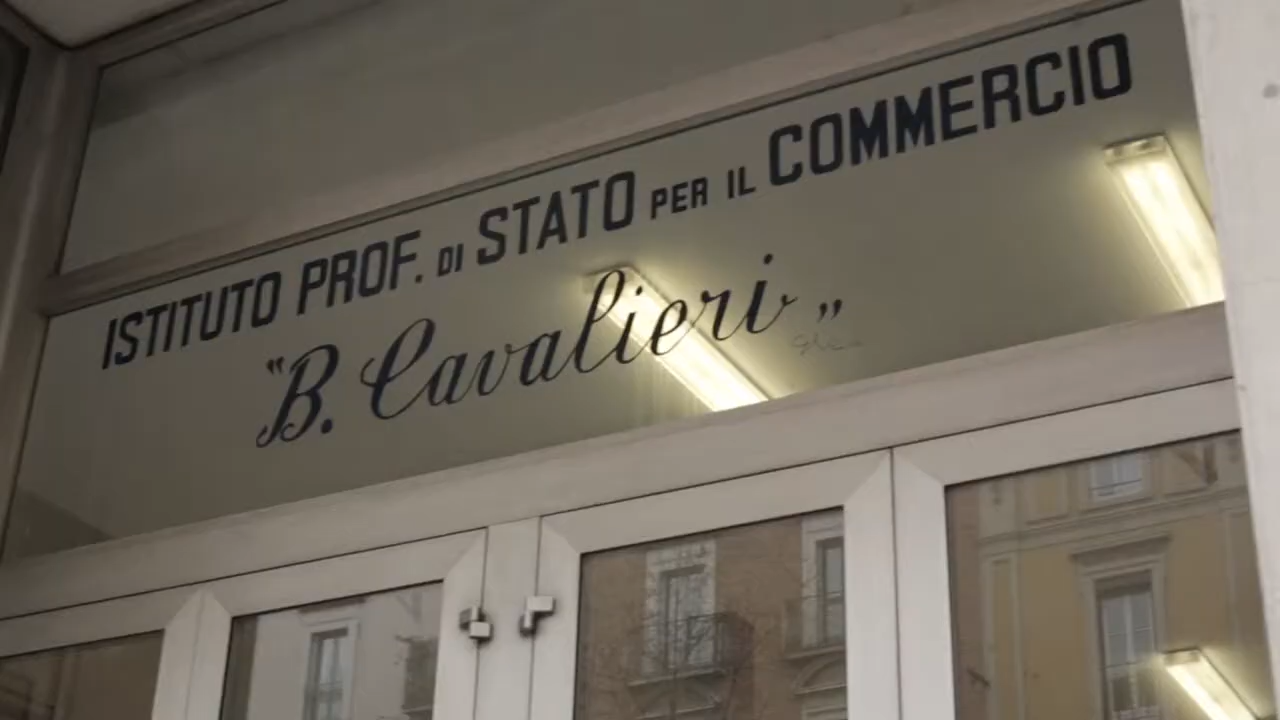 ISTITUTO PROF. DI STATO PER IL COMMERCIO
"B. Cavalieri„